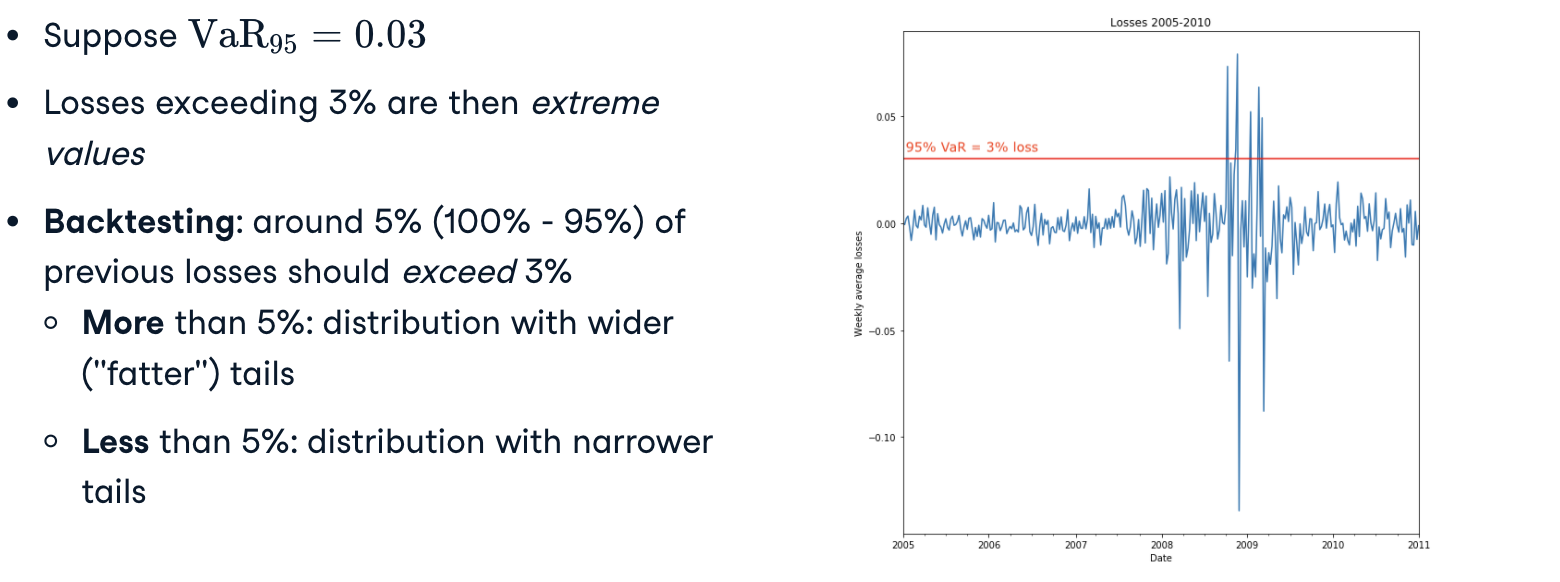 • Suppose VaR₉₅ = 0.03
• Losses exceeding 3% are then extreme
values
• Backtesting: around 5% (100% - 95%) of
previous losses should exceed 3%
○ More than 5%: distribution with wider
("fatter") tails
○ Less than 5%: distribution with narrower
tails
Losses 2005-2010
0.05
95% VaR = 3% loss
0.00
Weekly average losses
−0.05
−0.10
2005 2006 2007 2008 2009 2010 2011
Date